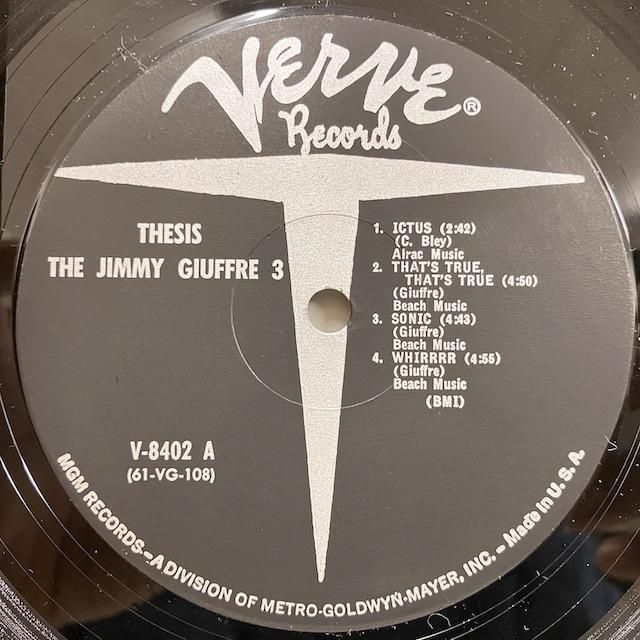 Verve®
Records
THESIS
THE JIMMY GIUFFRE 3
1. ICTUS (2:42)
(C. Bley)
Alrac Music
2. THAT'S TRUE,
THAT'S TRUE (4:50)
(Giuffre)
Beach Music
3. SONIC (4:43)
(Giuffre)
Beach Music
4. WHIRRRR (4:55)
(Giuffre)
Beach Music
(BMI)
V-8402 A
(61-VG-108)
MGM RECORDS—A DIVISION OF METRO-GOLDWYN-MAYER, INC. – Made in U. S. A.